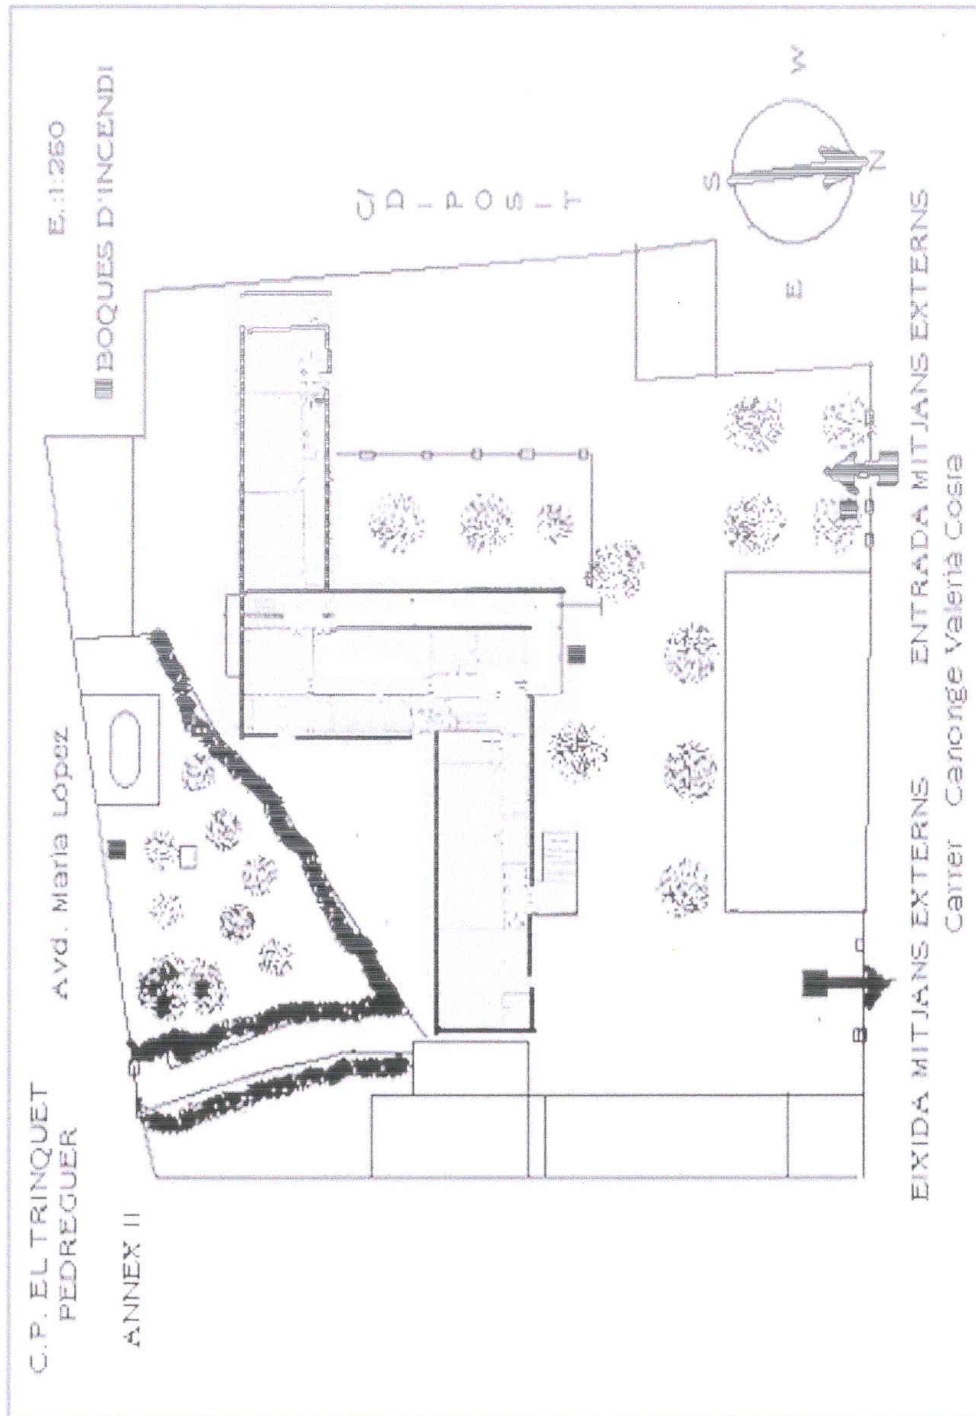 C.P. EL TRINQUET
PEDREGUER
ANNEX II
E.:1:250
BOQUES D'INCENDI
Avd. Maria López
C/ D-POSIT
S
W
E
N
EIXIDA MITJANS EXTERNS
ENTRADA MITJANS EXTERNS
Carrer Canonge Valeria Costa